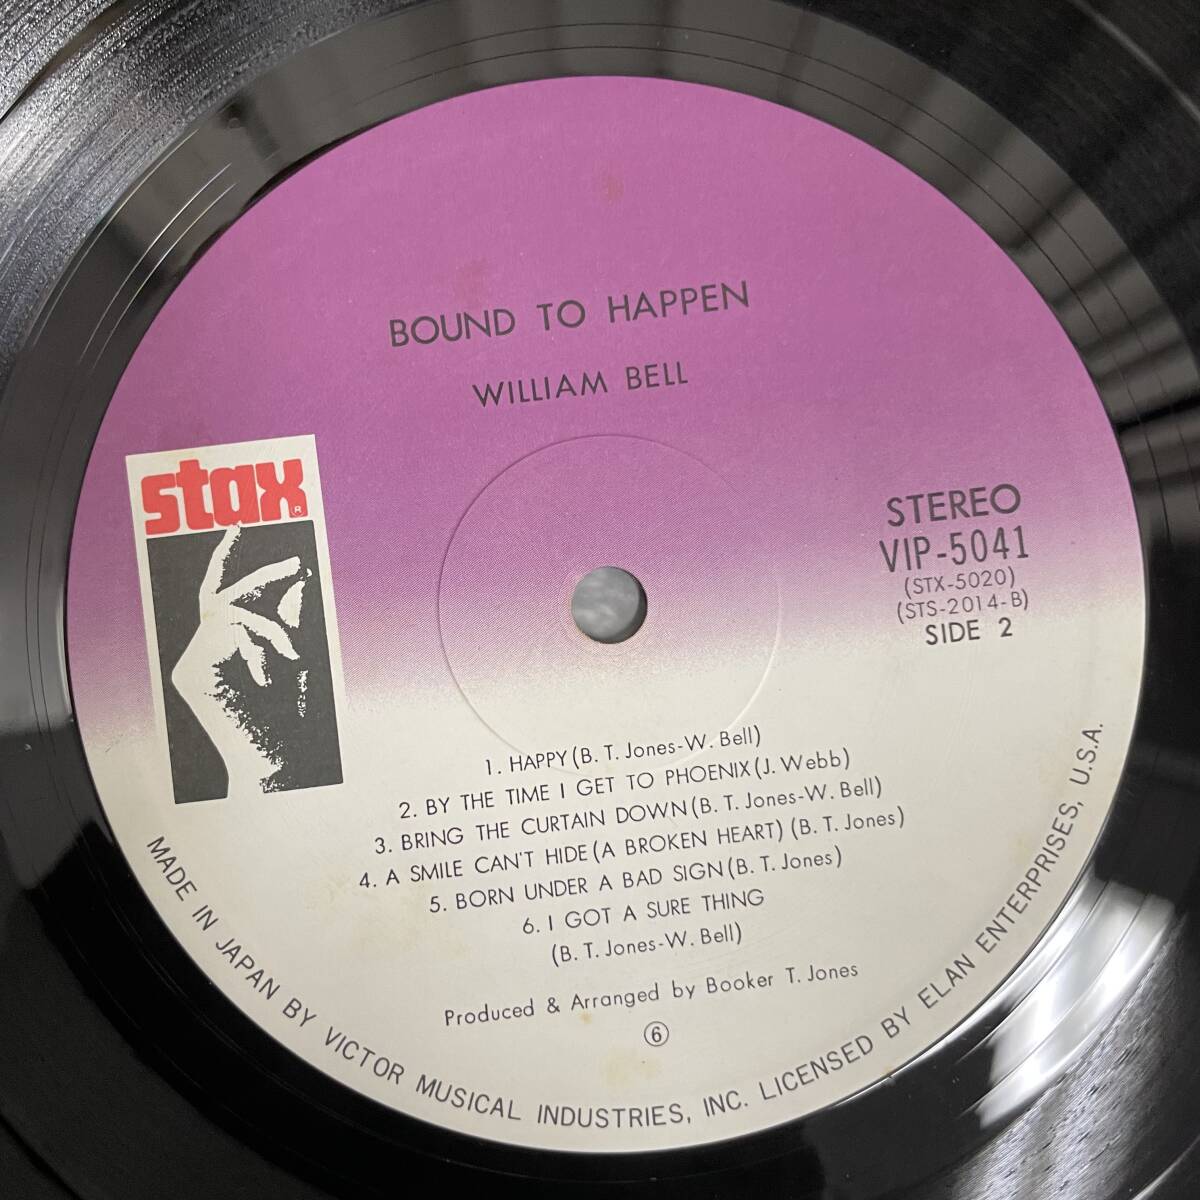 BOUND TO HAPPEN
WILLIAM BELL
stax®
STEREO
VIP-5041
(STX-5020)
(STS-2014-B)
SIDE 2
1. HAPPY (B. T. Jones-W. Bell)
2. BY THE TIME I GET TO PHOENIX (J. Webb)
3. BRING THE CURTAIN DOWN (B. T. Jones-W. Bell)
4. A SMILE CAN'T HIDE (A BROKEN HEART) (B. T. Jones)
5. BORN UNDER A BAD SIGN (B. T. Jones)
6. I GOT A SURE THING
(B. T. Jones-W. Bell)
Produced & Arranged by Booker T. Jones
⑥
MADE IN JAPAN BY VICTOR MUSICAL INDUSTRIES, INC. LICENSED BY ELAN ENTERPRISES, U.S.A.